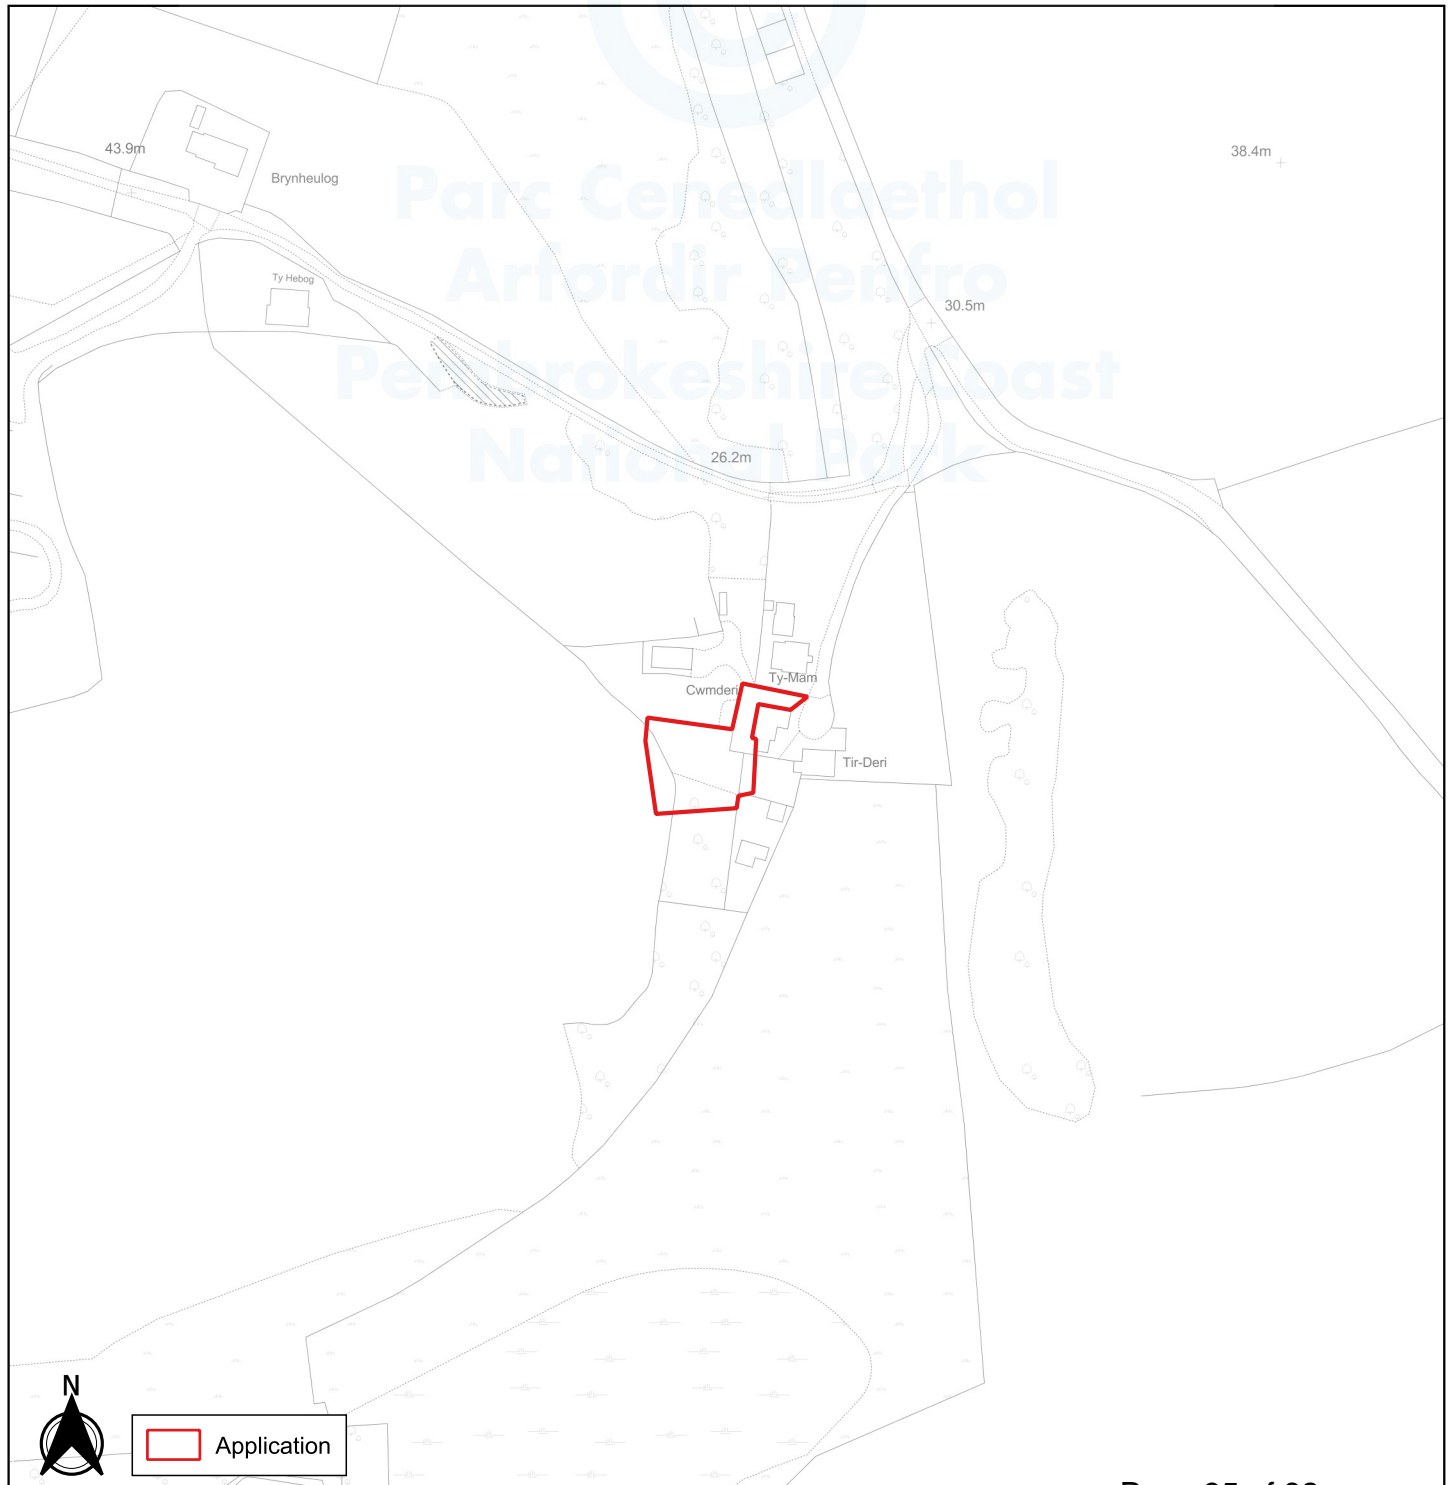 43.9m
Brynheulog
38.4m
Parc Cenedlaethol
Arfordir Penfro
Ty Hebog
30.5m
Pembrokeshire Coast
National Park
26.2m
Ty-Mam
Cwmderi
Tir-Deri
N
Application